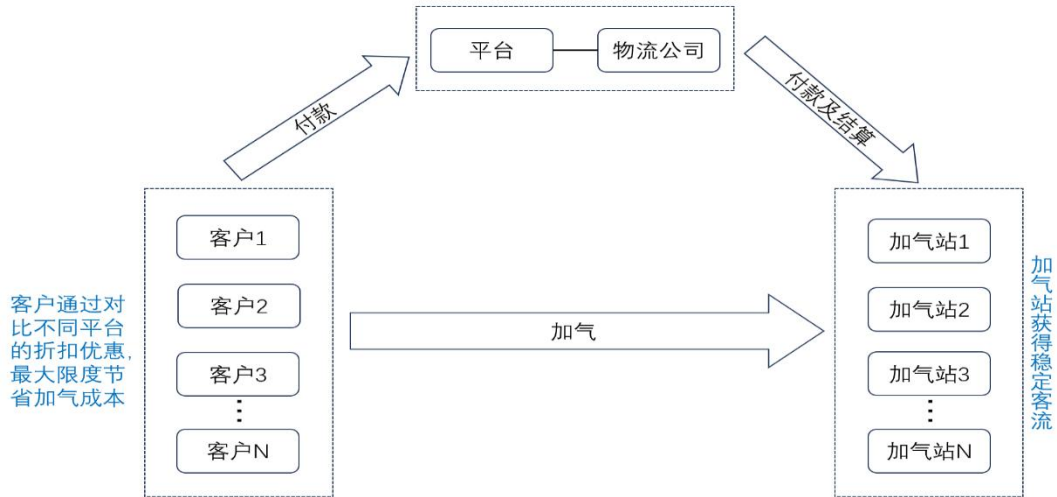 平台
物流公司
付款
付款及结算
客户1
客户2
客户3
客户N
客户通过对
比不同平台
的折扣优惠,
最大限度节
省加气成本
加气
加气站1
加气站2
加气站3
加气站N
加气站获得稳定客流